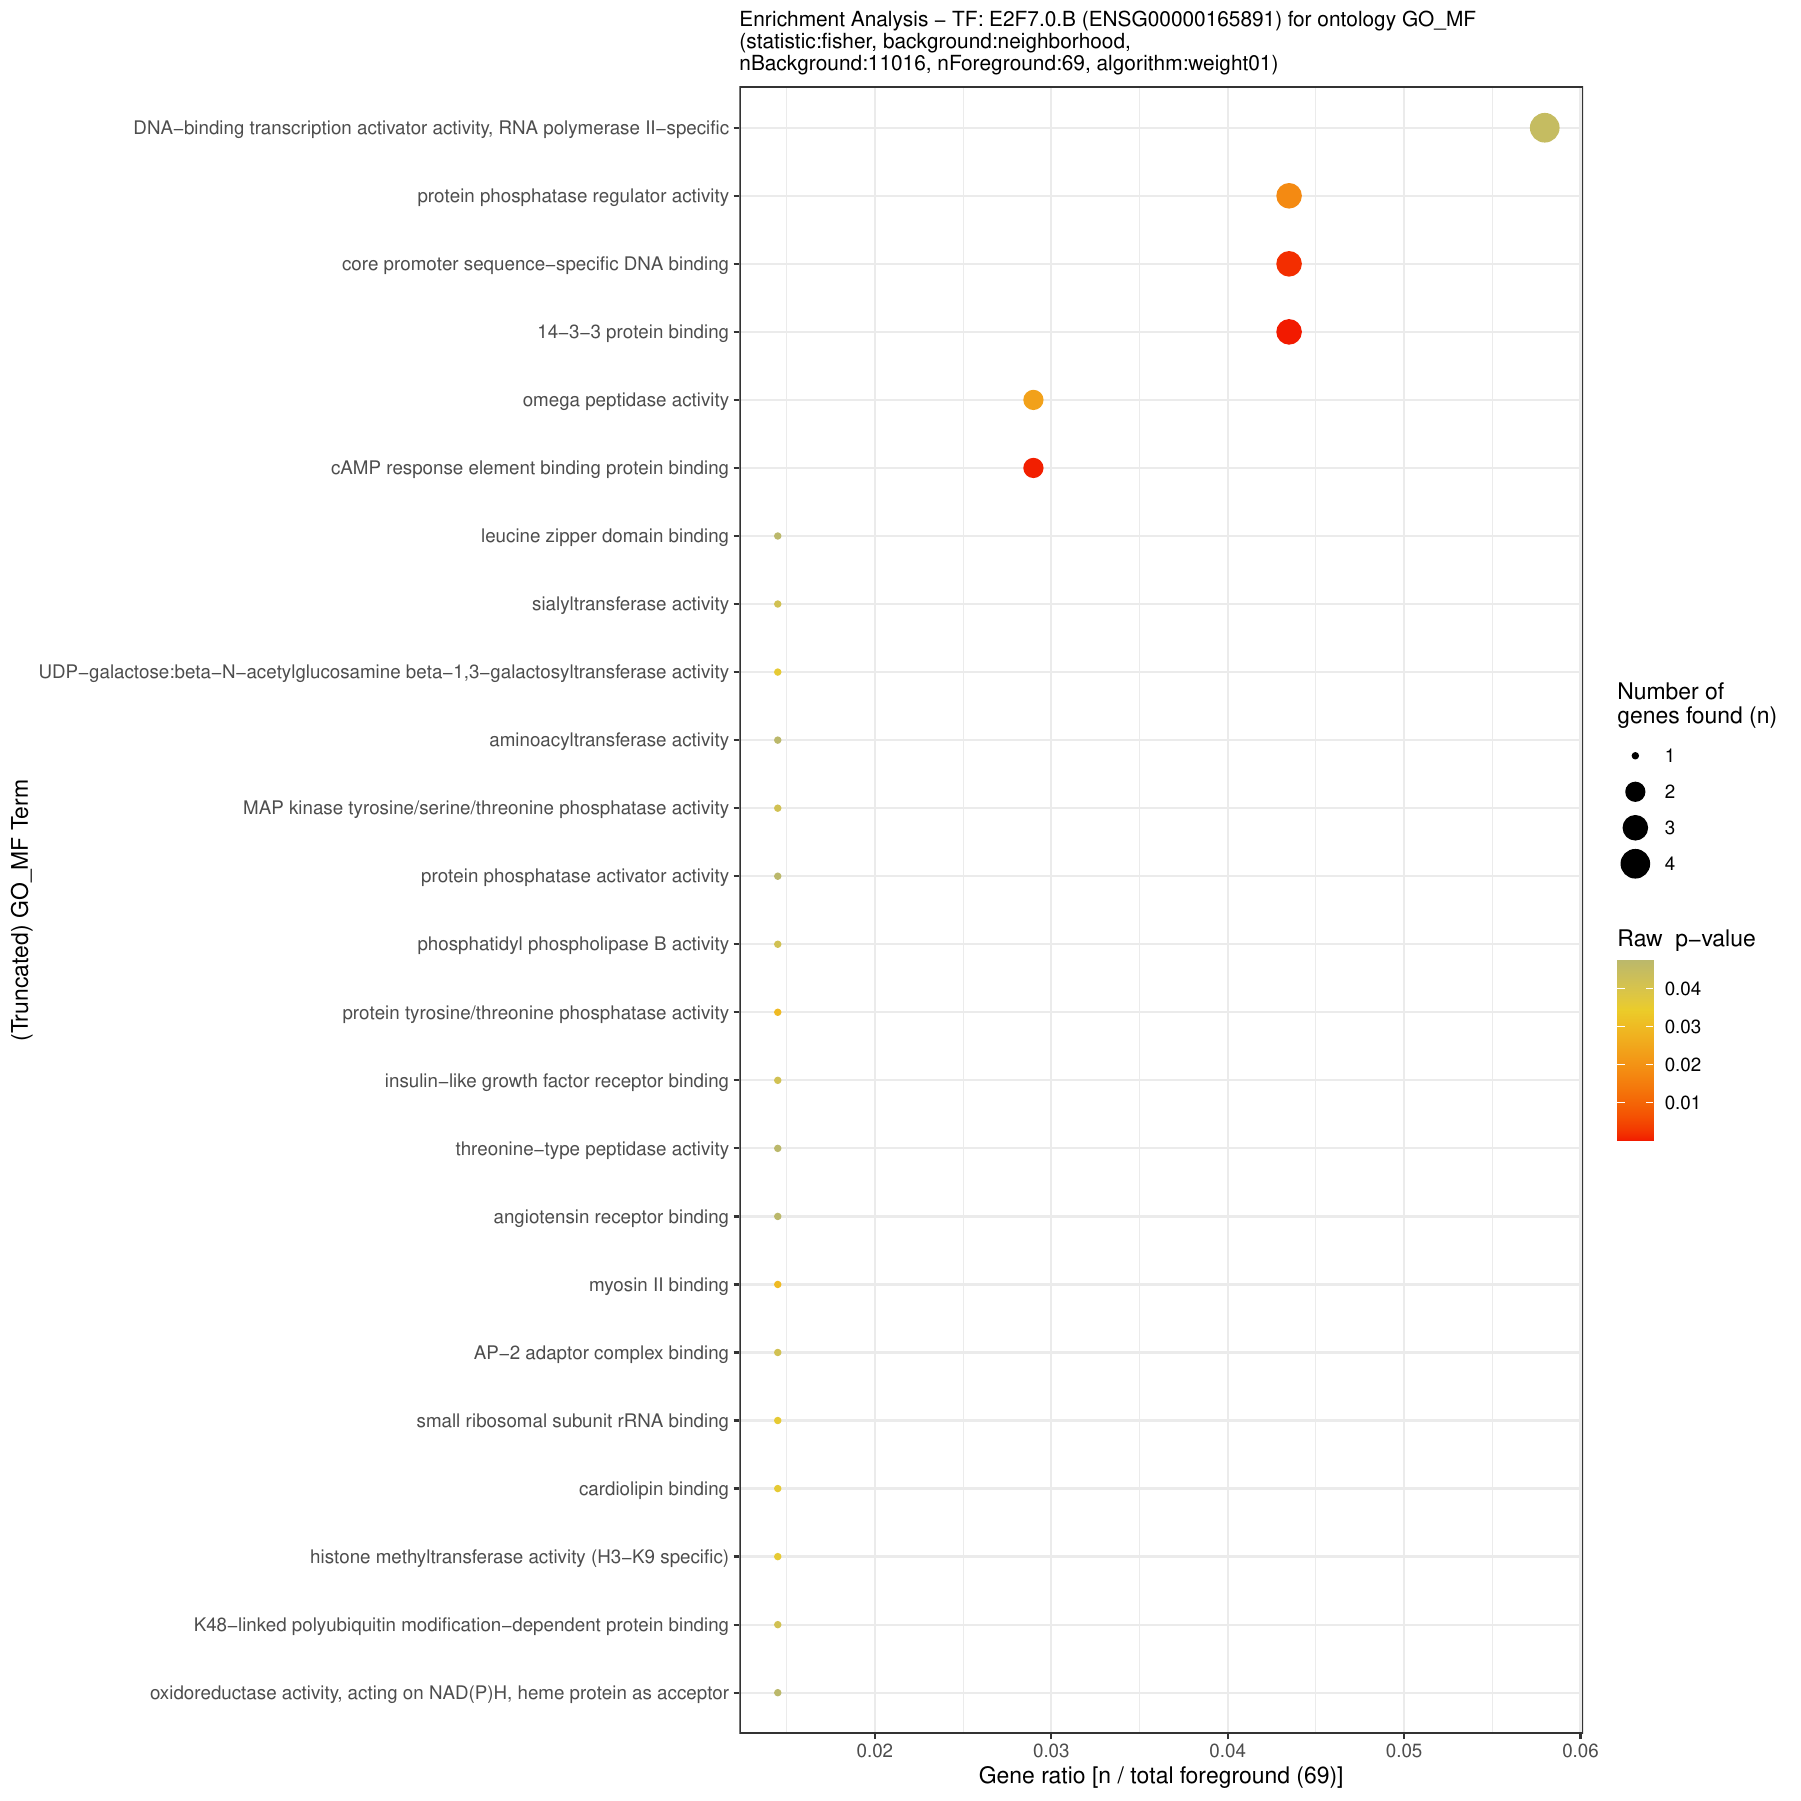 Enrichment Analysis − TF: E2F7.0.B (ENSG00000165891) for ontology GO_MF
(statistic:fisher, background:neighborhood,
nBackground:11016, nForeground:69, algorithm:weight01)
(Truncated) GO_MF Term
DNA−binding transcription activator activity, RNA polymerase II−specific
protein phosphatase regulator activity
core promoter sequence−specific DNA binding
14−3−3 protein binding
omega peptidase activity
cAMP response element binding protein binding
leucine zipper domain binding
sialyltransferase activity
UDP−galactose:beta−N−acetylglucosamine beta−1,3−galactosyltransferase activity
aminoacyltransferase activity
MAP kinase tyrosine/serine/threonine phosphatase activity
protein phosphatase activator activity
phosphatidyl phospholipase B activity
protein tyrosine/threonine phosphatase activity
insulin−like growth factor receptor binding
threonine−type peptidase activity
angiotensin receptor binding
myosin II binding
AP−2 adaptor complex binding
small ribosomal subunit rRNA binding
cardiolipin binding
histone methyltransferase activity (H3−K9 specific)
K48−linked polyubiquitin modification−dependent protein binding
oxidoreductase activity, acting on NAD(P)H, heme protein as acceptor
0.02 0.03 0.04 0.05 0.06
Gene ratio [n / total foreground (69)]
Number of
genes found (n)
1
2
3
4
Raw p−value
0.04
0.03
0.02
0.01